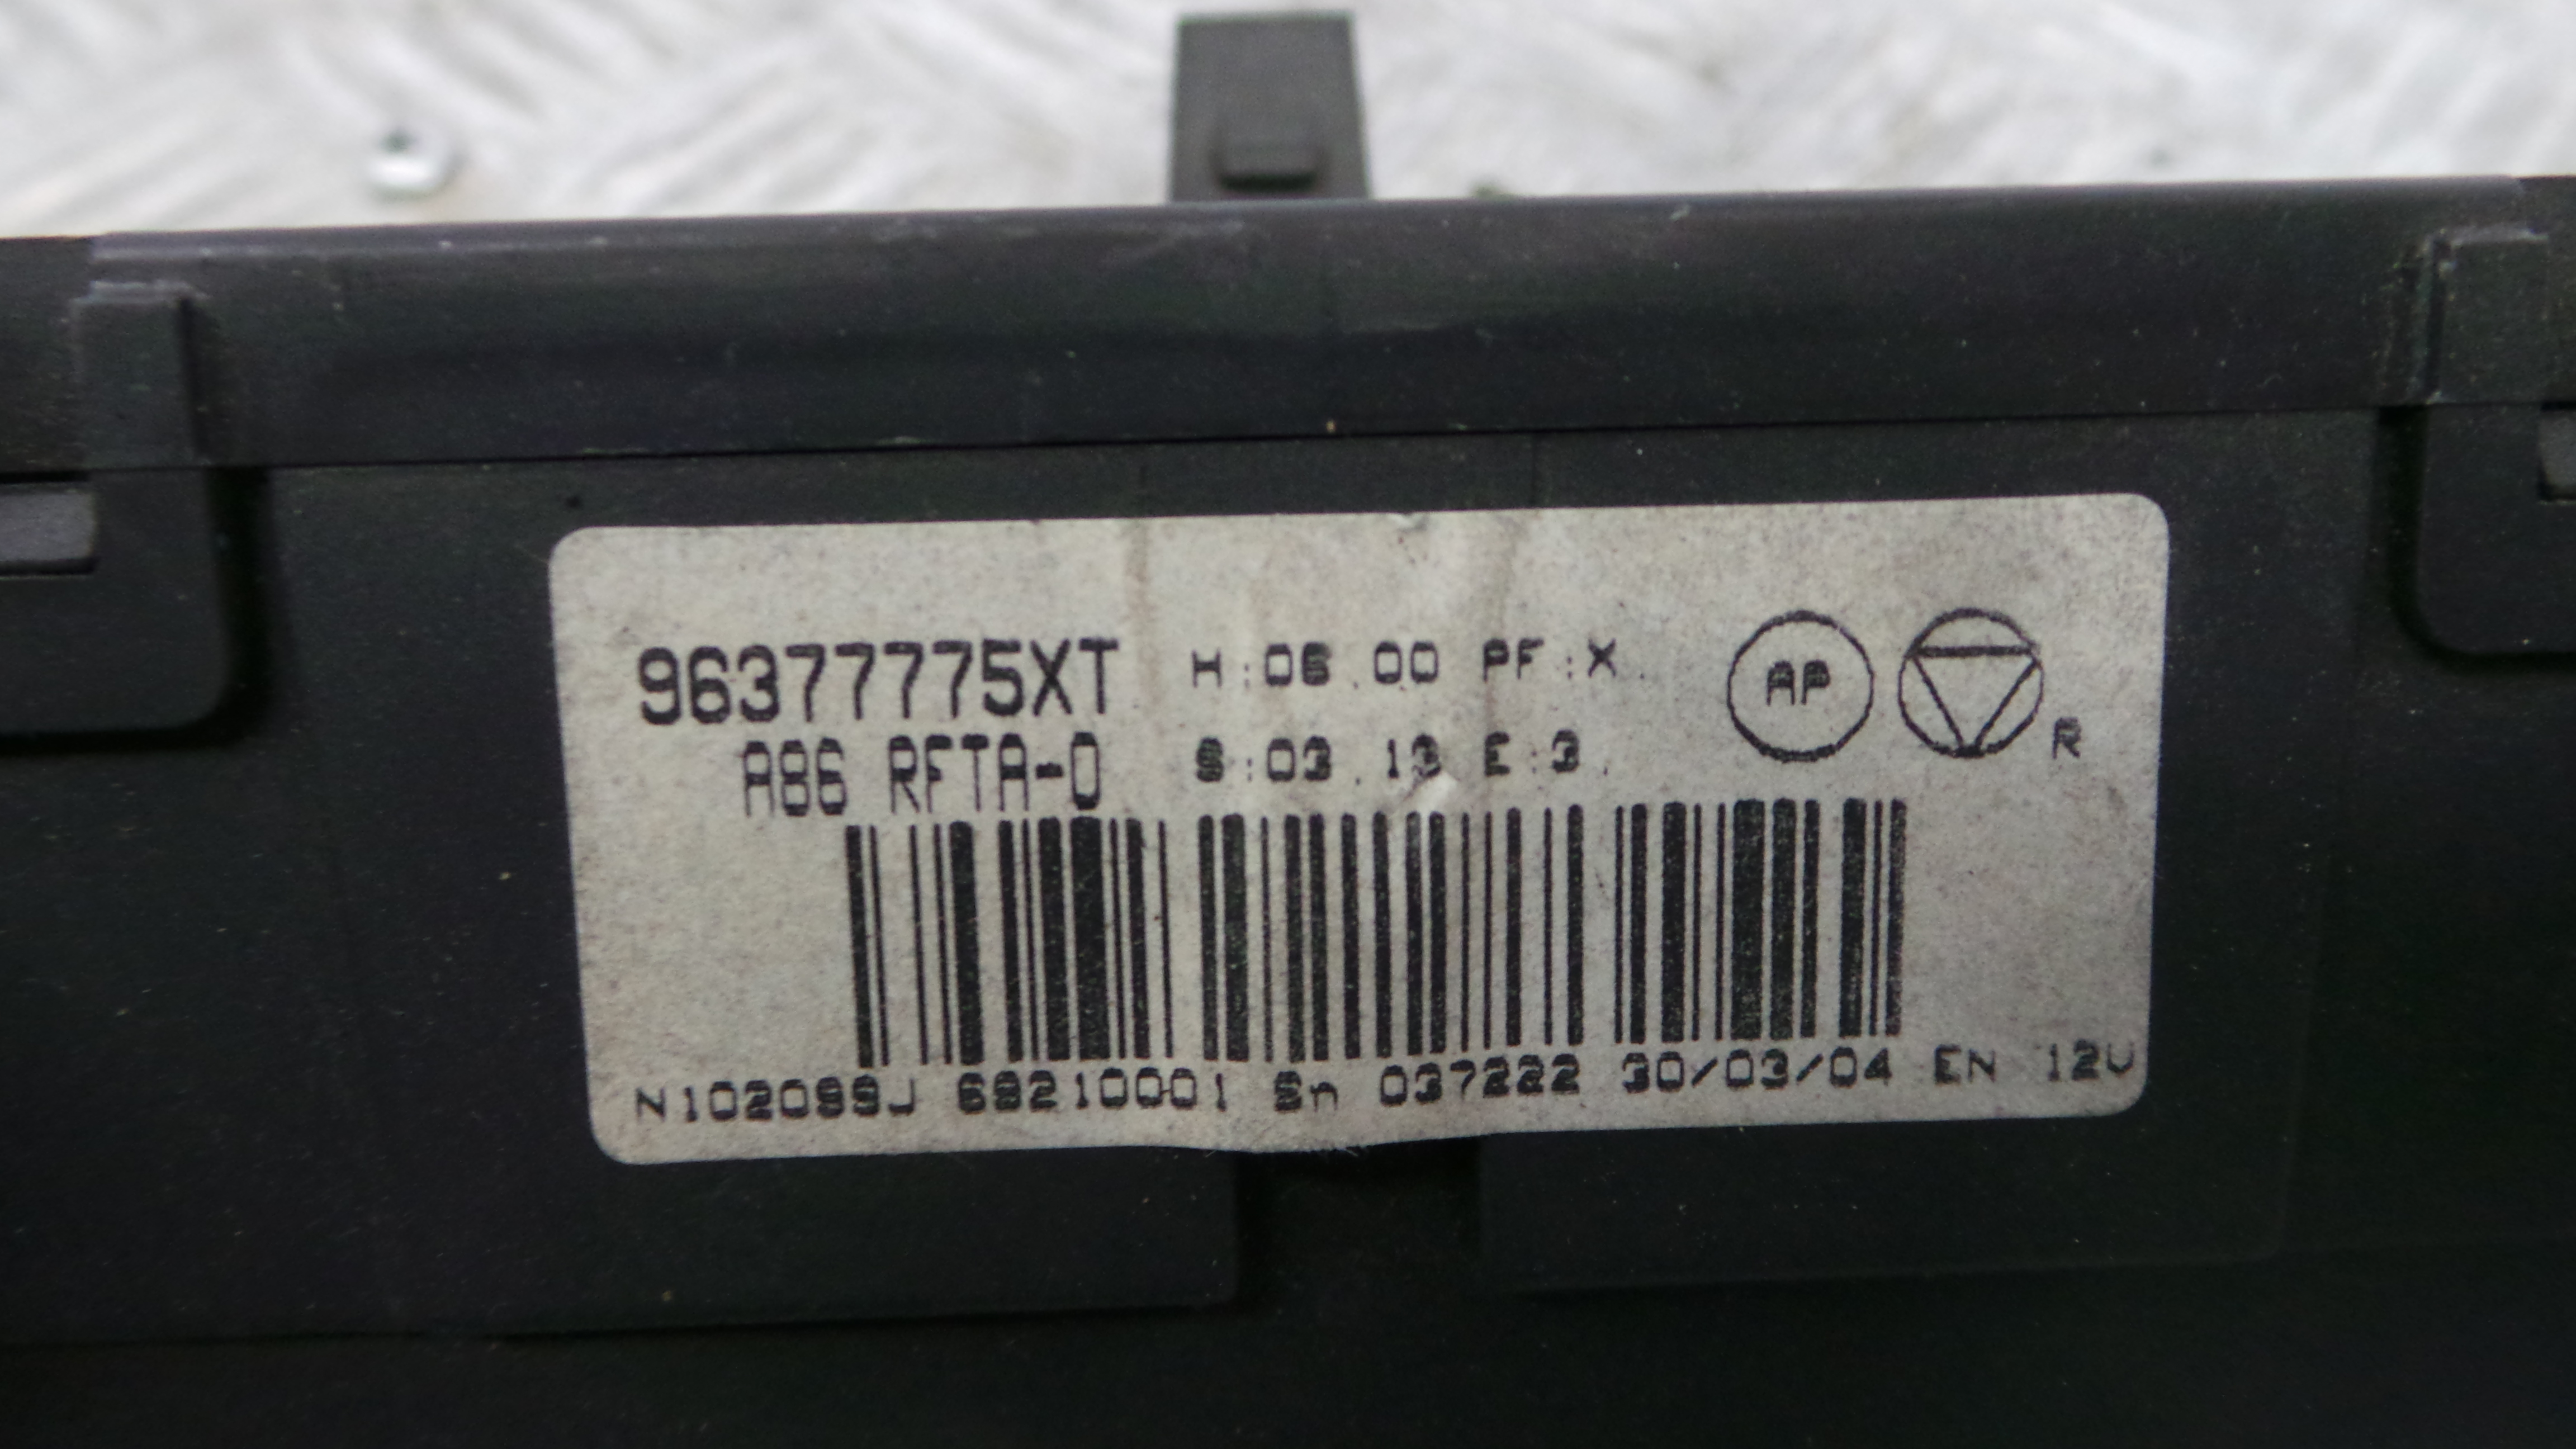 96377775XT H:06.00 PF:X.
AP
R
A86 RFTA-0 S:03.13 E:3.
N102099J 68210001 Sn 037222 30/03/04 EN 12V